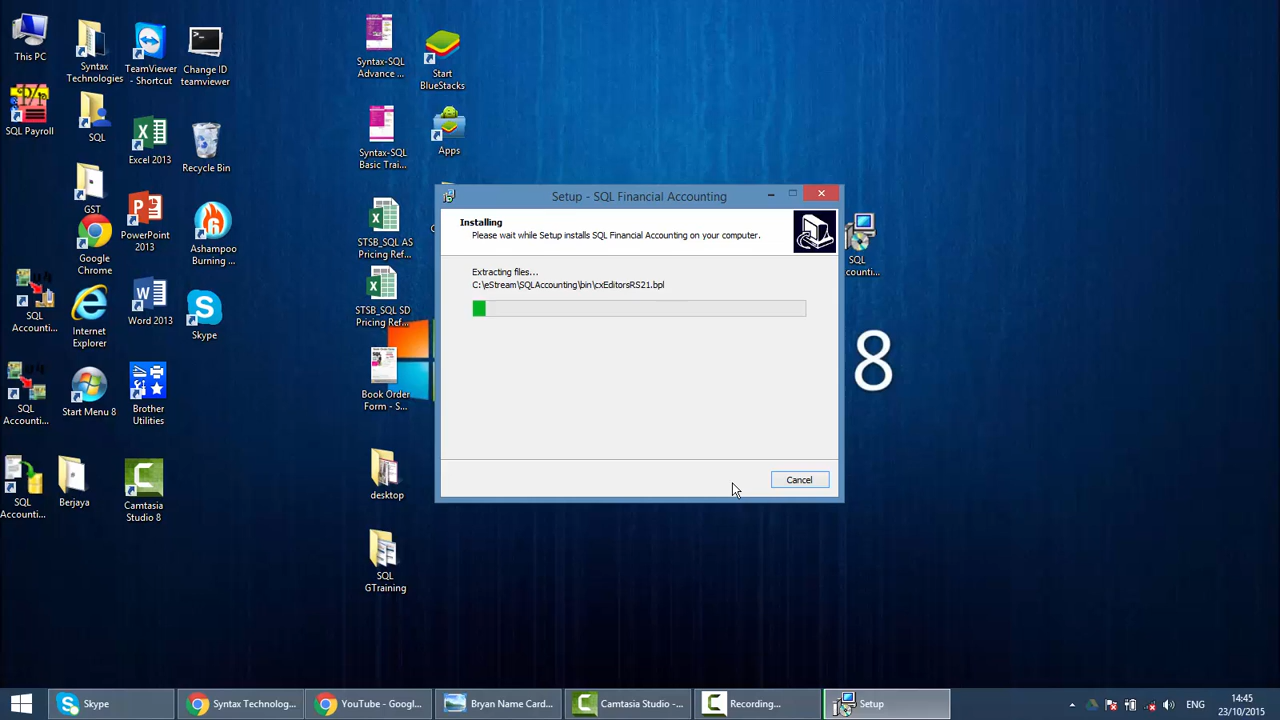 This PC
Syntax
Technologies
TeamViewer
- Shortcut
Change ID
teamviewer
Syntax-SQL
Advance ...
Start
BlueStacks
SQL Payroll
SQL
Excel 2013
Recycle Bin
Syntax-SQL
Basic Trai...
Apps
GST
Google
Chrome
PowerPoint
2013
Ashampoo
Burning ...
STSB_SQL AS
Pricing Ref...
SQL
Accounti...
Internet
Explorer
Word 2013
Skype
STSB_SQL SD
Pricing Ref...
SQL
Accounti...
Start Menu 8
Brother
Utilities
Book Order
Form - S...
SQL
Accounti...
Berjaya
Camtasia
Studio 8
desktop
SQL
GTraining
SQL
ccounti...
8
Setup - SQL Financial Accounting
Installing
Please wait while Setup installs SQL Financial Accounting on your computer.
Extracting files...
C:\eStream\SQLAccounting\bin\cxEditorsRS21.bpl
Cancel
Skype
Syntax Technolog...
YouTube - Googl...
Bryan Name Card...
Camtasia Studio -...
Recording...
Setup
ENG
14:45
23/10/2015